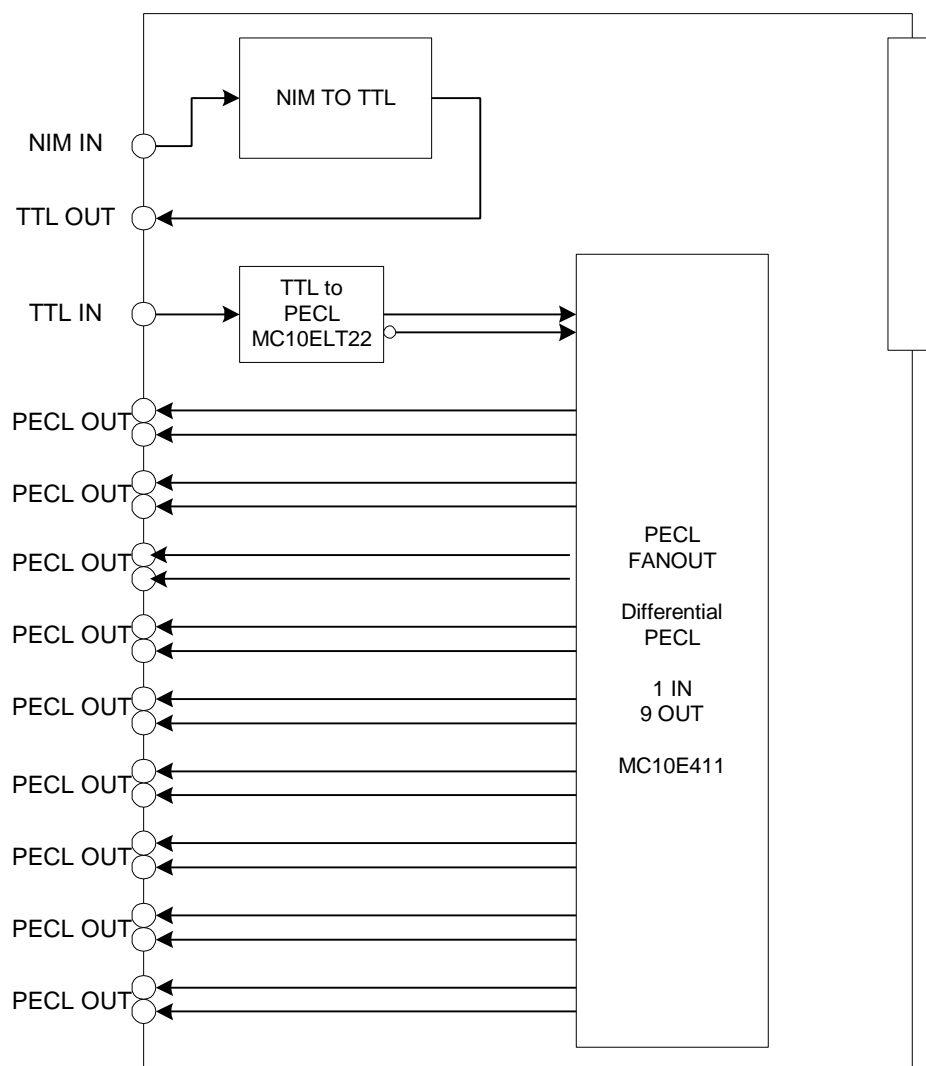 NIM TO TTL
NIM IN
TTL OUT
TTL IN
TTL to
PECL
MC10ELT22
PECL OUT
PECL OUT
PECL OUT
PECL OUT
PECL OUT
PECL OUT
PECL OUT
PECL OUT
PECL OUT
PECL
FANOUT
Differential
PECL
1 IN
9 OUT
MC10E411